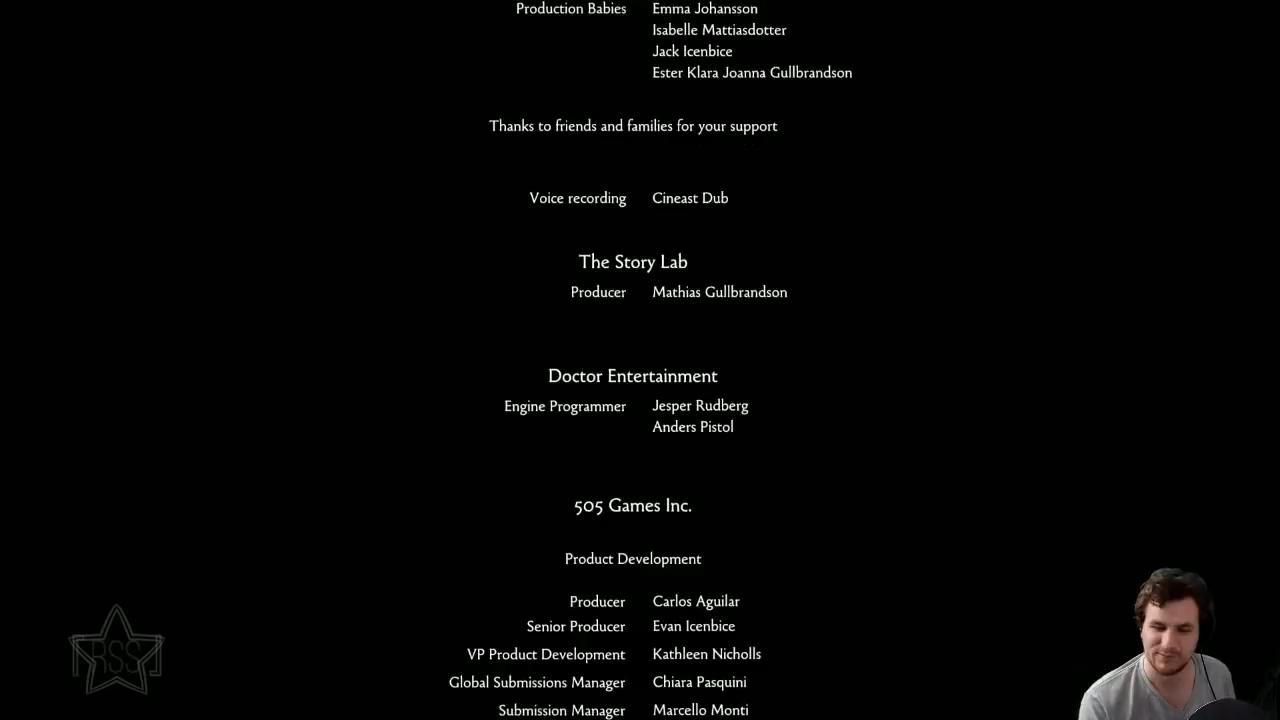 Production Babies Emma Johansson
Isabelle Mattiasdotter
Jack Icenbice
Ester Klara Joanna Gullbrandson
Thanks to friends and families for your support
Voice recording Cineast Dub
The Story Lab
Producer Mathias Gullbrandson
Doctor Entertainment
Engine Programmer Jesper Rudberg
Anders Pistol
505 Games Inc.
Product Development
Producer Carlos Aguilar
Senior Producer Evan Icenbice
VP Product Development Kathleen Nicholls
Global Submissions Manager Chiara Pasquini
Submission Manager Marcello Monti
RSS